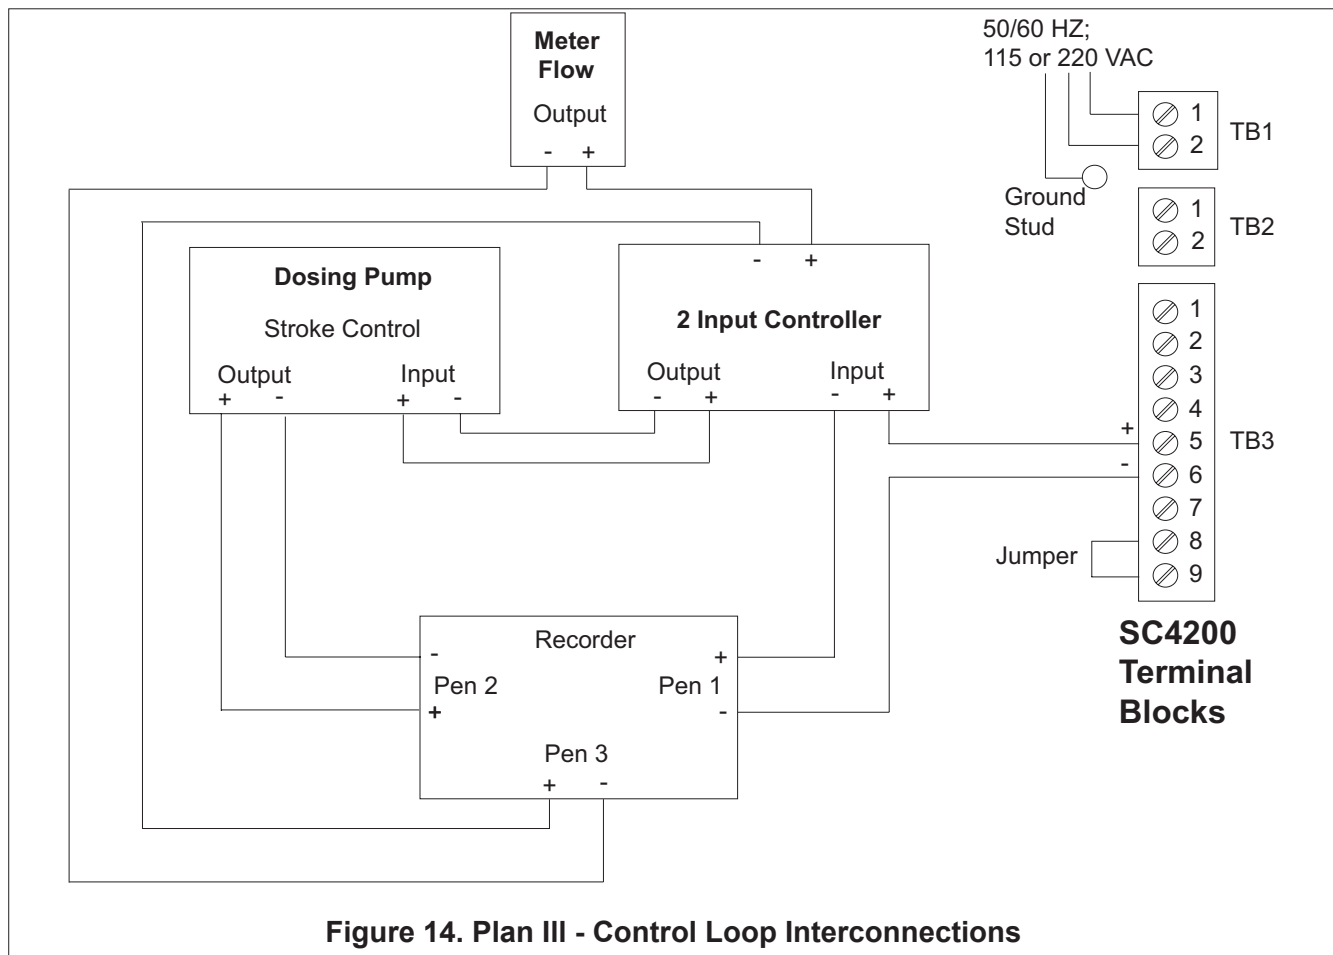 Meter
Flow
Output
- +
50/60 HZ;
115 or 220 VAC
1
2
TB1
Ground
Stud
1
2
TB2
Dosing Pump
Stroke Control
Output Input
+ - + -
- +
2 Input Controller
Output Input
- + - +
1
2
3
4
+ 5
- 6
7
8
9
TB3
Jumper
SC4200
Terminal
Blocks
Recorder
- +
Pen 2 Pen 1
+ -
Pen 3
+ -
Figure 14. Plan III - Control Loop Interconnections